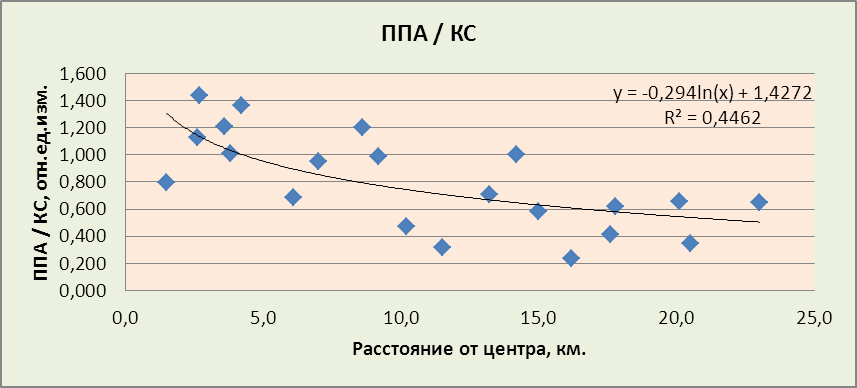 ППА / КС
y = -0,294ln(x) + 1,4272
R² = 0,4462
ППА / КС, отн.ед.изм.
1,600
1,400
1,200
1,000
0,800
0,600
0,400
0,200
0,000
0,0 5,0 10,0 15,0 20,0 25,0
Расстояние от центра, км.